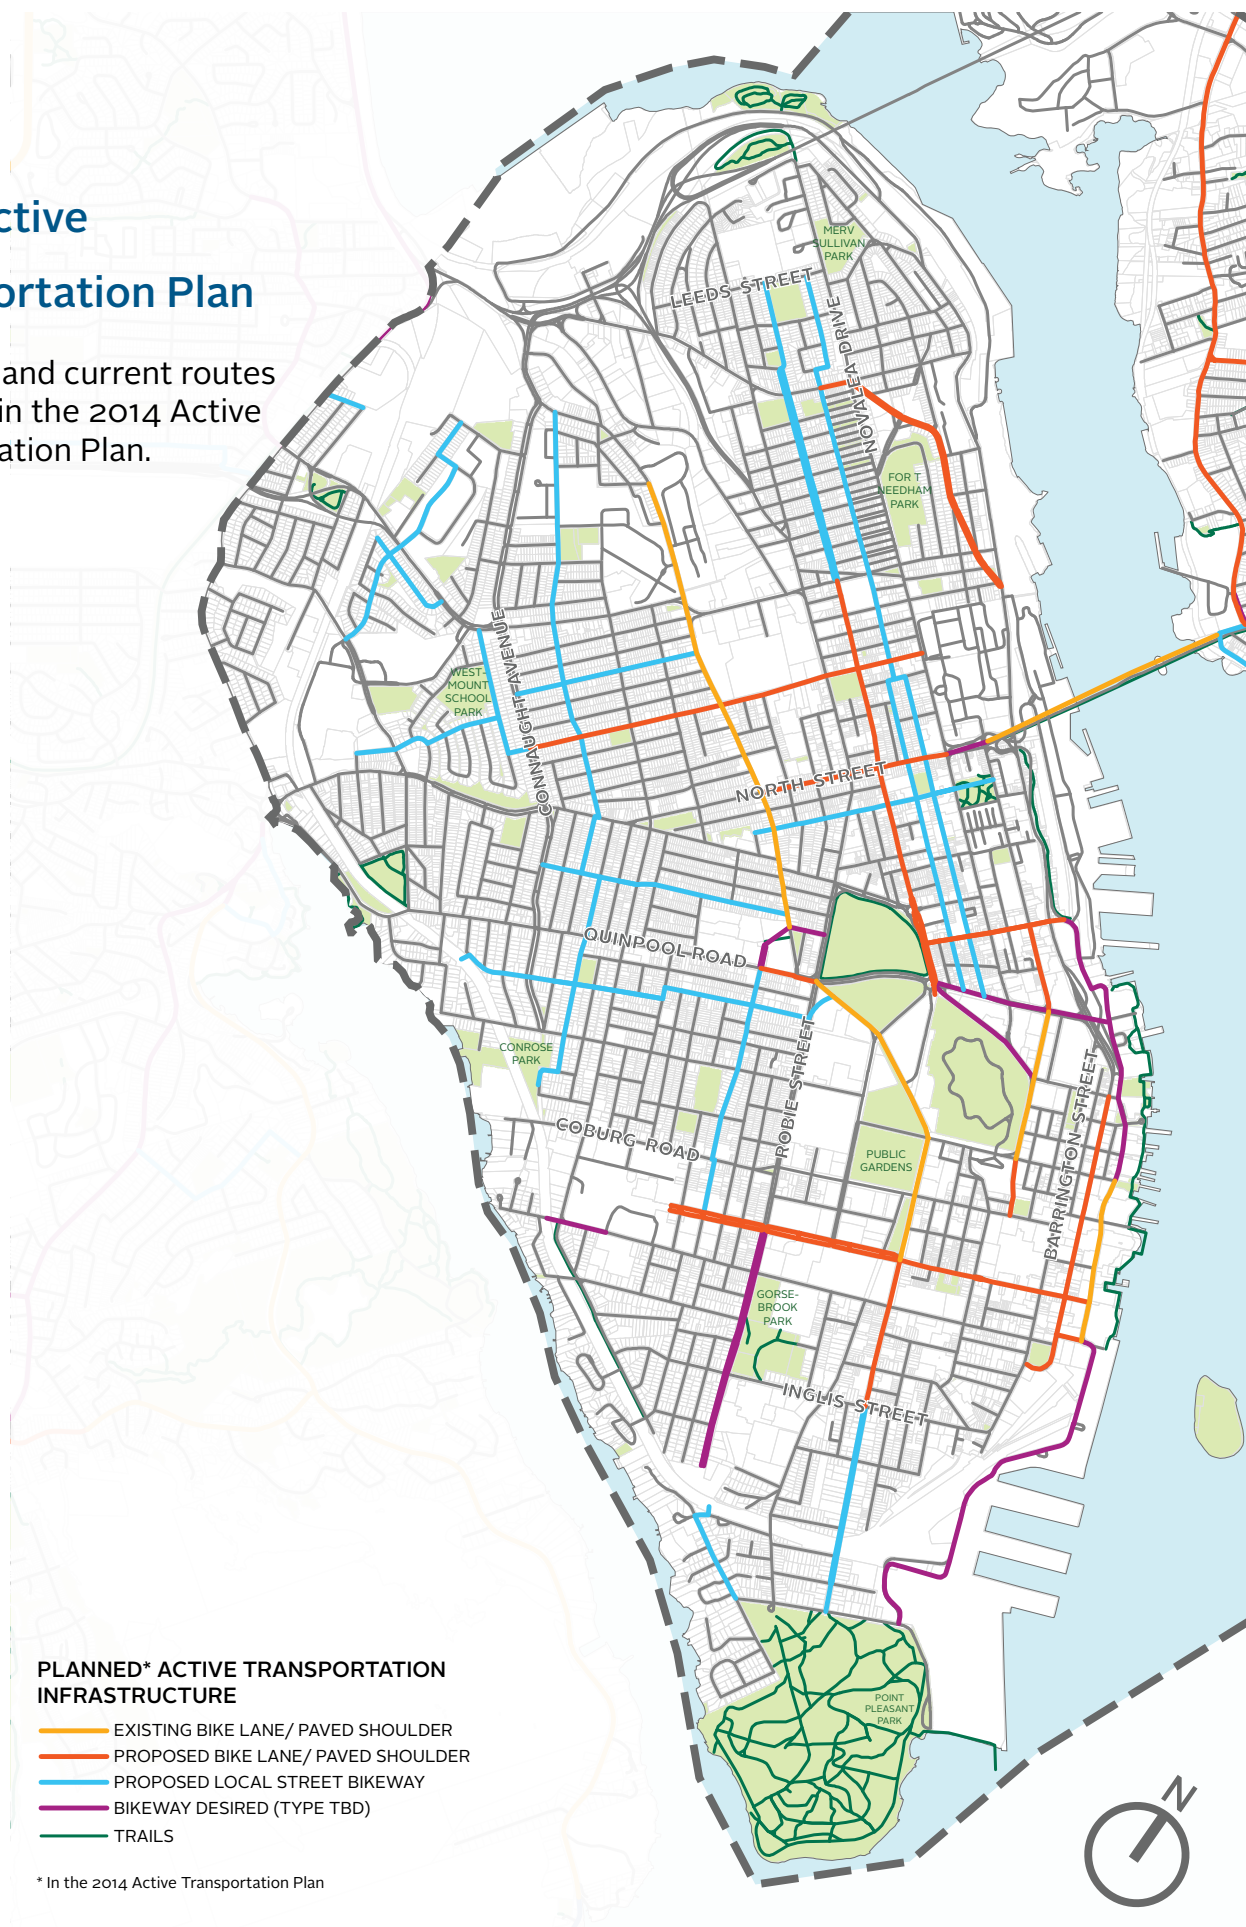 ctive
ortation Plan
and current routes
in the 2014 Active
ation Plan.
MERV
SULLIVAN
PARK
LEEDS STREET
NOVALEA DRIVE
FOR T
NEEDHAM
PARK
CONNAUGHT AVENUE
WEST-
MOUNT
SCHOOL
PARK
NORTH STREET
QUINPOOL ROAD
CONROSE
PARK
ROBIE STREET
COBURG ROAD
PUBLIC
GARDENS
BARRINGTON STREET
GORSE-
BROOK
PARK
INGLIS STREET
POINT
PLEASANT
PARK
PLANNED* ACTIVE TRANSPORTATION
INFRASTRUCTURE
EXISTING BIKE LANE/ PAVED SHOULDER
PROPOSED BIKE LANE/ PAVED SHOULDER
PROPOSED LOCAL STREET BIKEWAY
BIKEWAY DESIRED (TYPE TBD)
TRAILS
* In the 2014 Active Transportation Plan
N